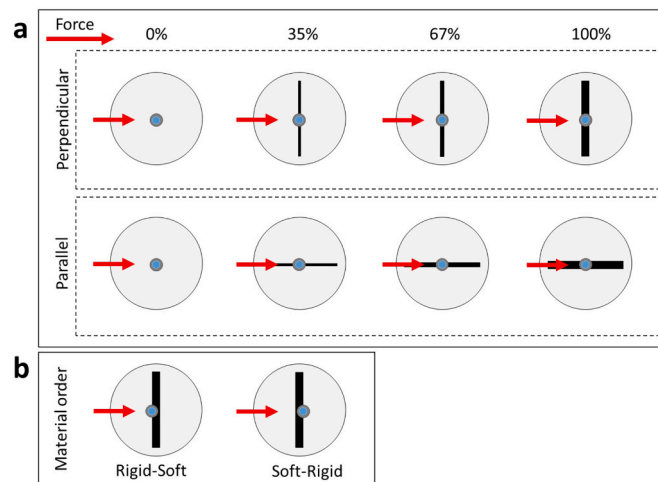 a
Force
0%
35%
67%
100%
Perpendicular
Parallel
b
Material order
Rigid-Soft
Soft-Rigid